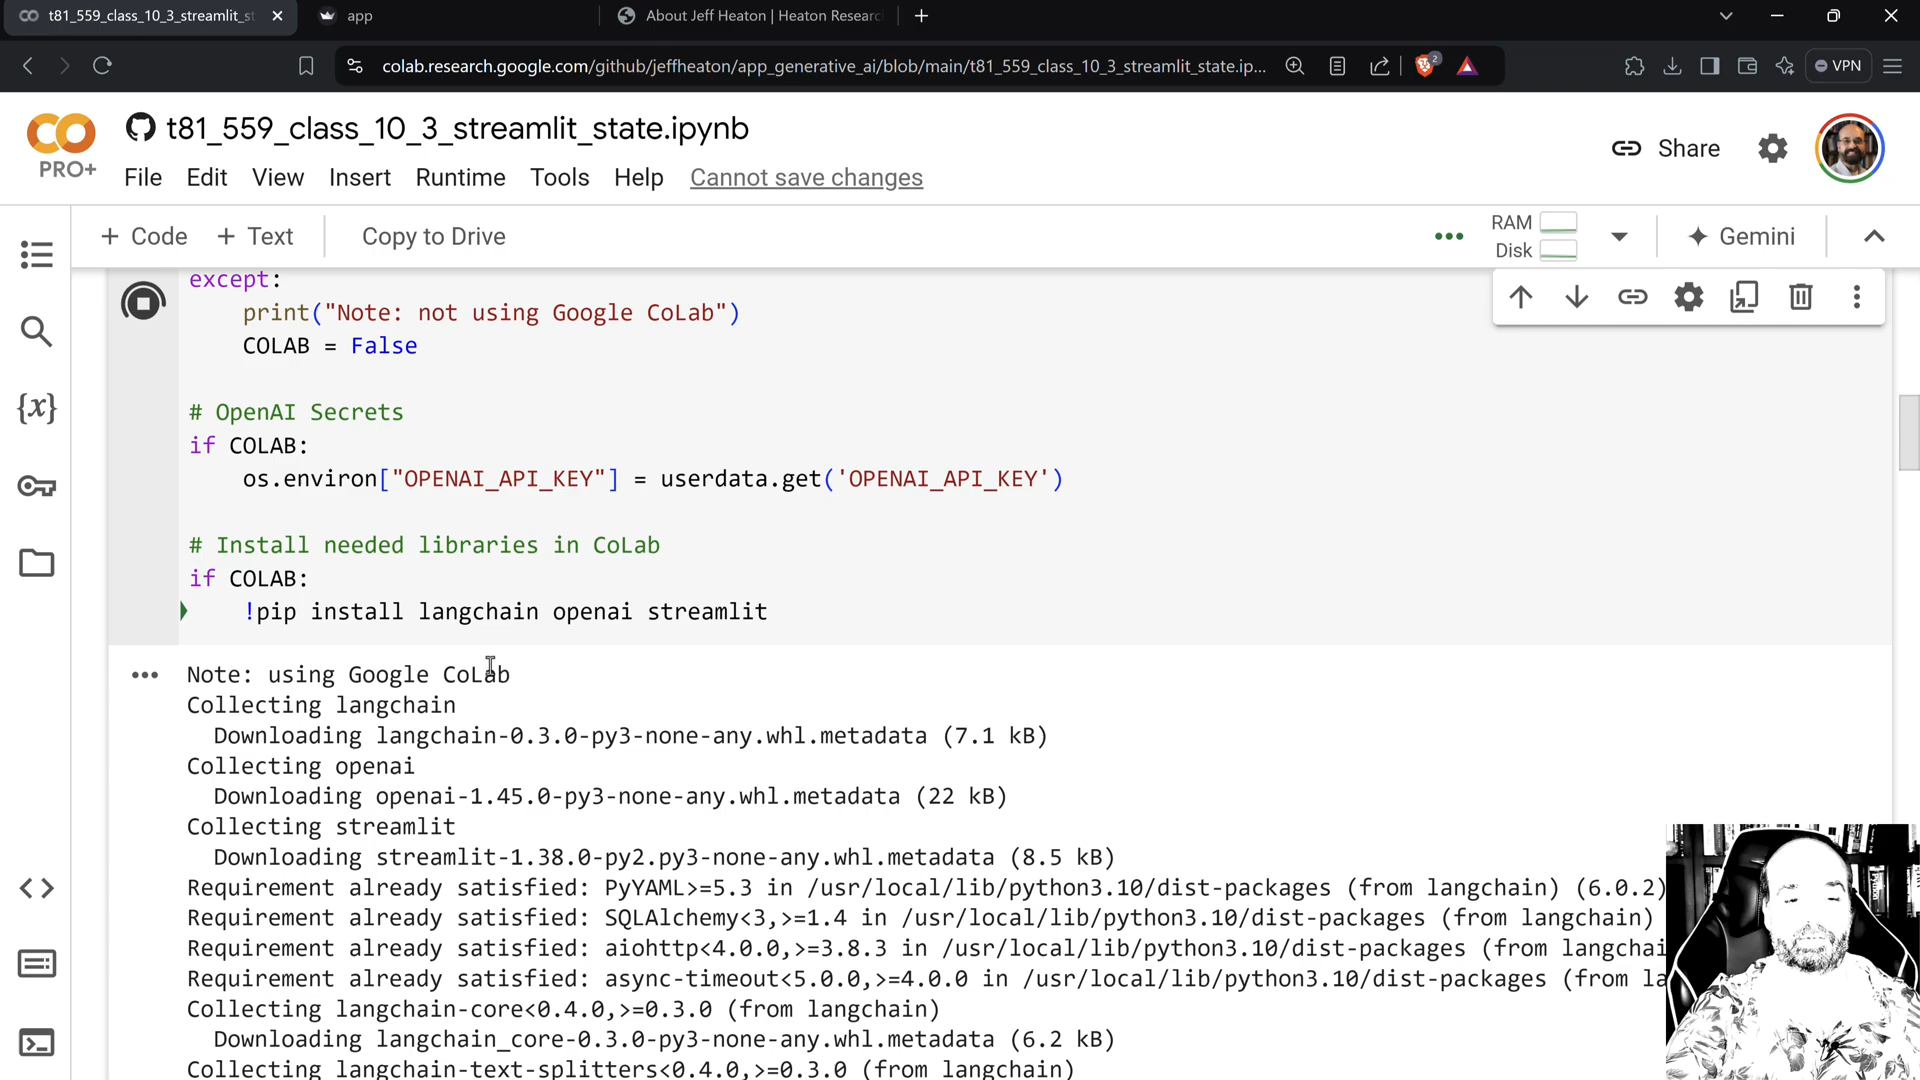 t81_559_class_10_3_streamlit_st
app
About Jeff Heaton | Heaton Researc
colab.research.google.com/github/jeffheaton/app_generative_ai/blob/main/t81_559_class_10_3_streamlit_state.ip...
2
VPN
CO
PRO+
t81_559_class_10_3_streamlit_state.ipynb
Share
File Edit View Insert Runtime Tools Help Cannot save changes
+ Code + Text Copy to Drive
RAM
Disk
Gemini
except:
print("Note: not using Google CoLab")
COLAB = False
# OpenAI Secrets
if COLAB:
os.environ["OPENAI_API_KEY"] = userdata.get('OPENAI_API_KEY')
# Install needed libraries in CoLab
if COLAB:
!pip install langchain openai streamlit
Note: using Google CoLab
Collecting langchain
Downloading langchain-0.3.0-py3-none-any.whl.metadata (7.1 kB)
Collecting openai
Downloading openai-1.45.0-py3-none-any.whl.metadata (22 kB)
Collecting streamlit
Downloading streamlit-1.38.0-py2.py3-none-any.whl.metadata (8.5 kB)
Requirement already satisfied: PyYAML>=5.3 in /usr/local/lib/python3.10/dist-packages (from langchain) (6.0.2)
Requirement already satisfied: SQLAlchemy<3,>=1.4 in /usr/local/lib/python3.10/dist-packages (from langchain)
Requirement already satisfied: aiohttp<4.0.0,>=3.8.3 in /usr/local/lib/python3.10/dist-packages (from langchai
Requirement already satisfied: async-timeout<5.0.0,>=4.0.0 in /usr/local/lib/python3.10/dist-packages (from la
Collecting langchain-core<0.4.0,>=0.3.0 (from langchain)
Downloading langchain_core-0.3.0-py3-none-any.whl.metadata (6.2 kB)
Collecting langchain-text-splitters<0.4.0,>=0.3.0 (from langchain)